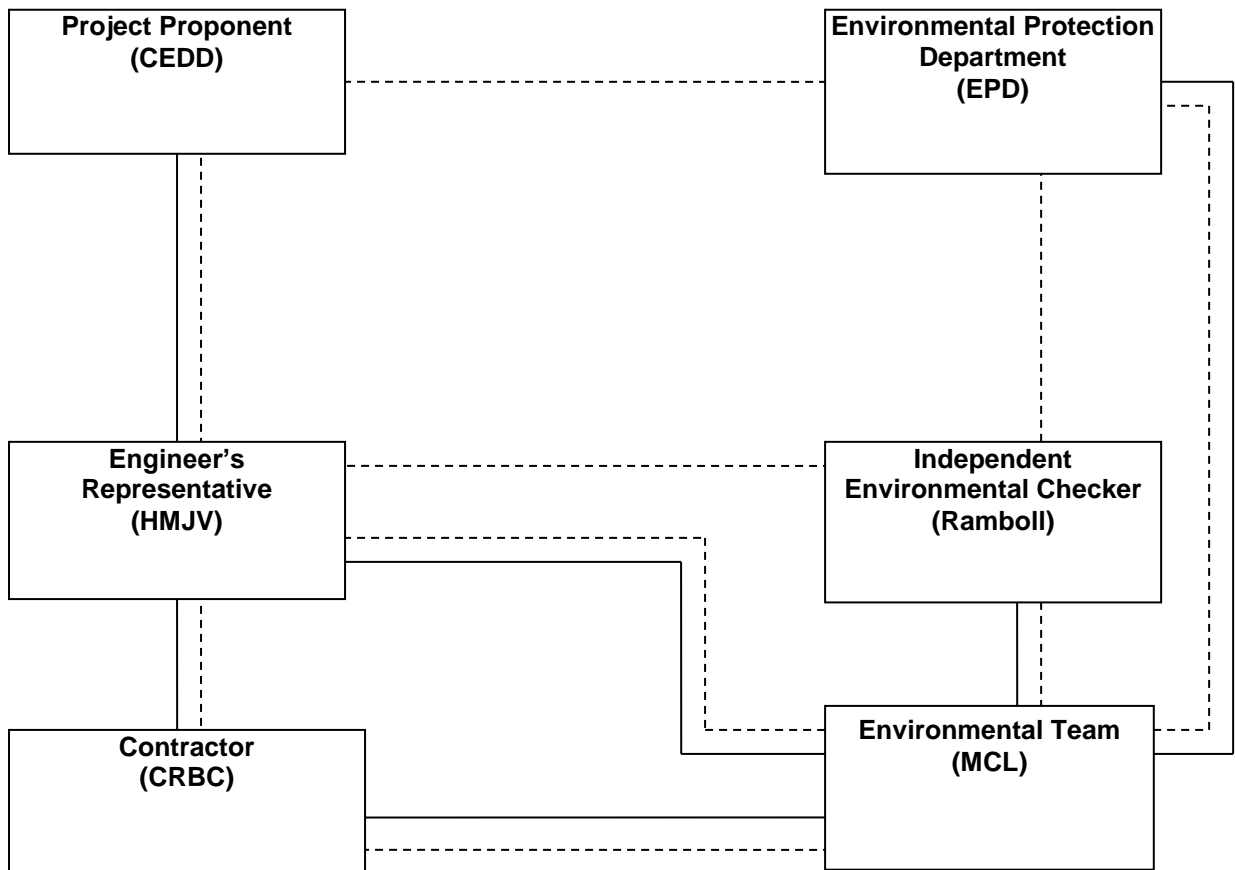 Project Proponent
(CEDD)
Environmental Protection
Department
(EPD)
Engineer’s
Representative
(HMJV)
Independent
Environmental Checker
(Ramboll)
Contractor
(CRBC)
Environmental Team
(MCL)